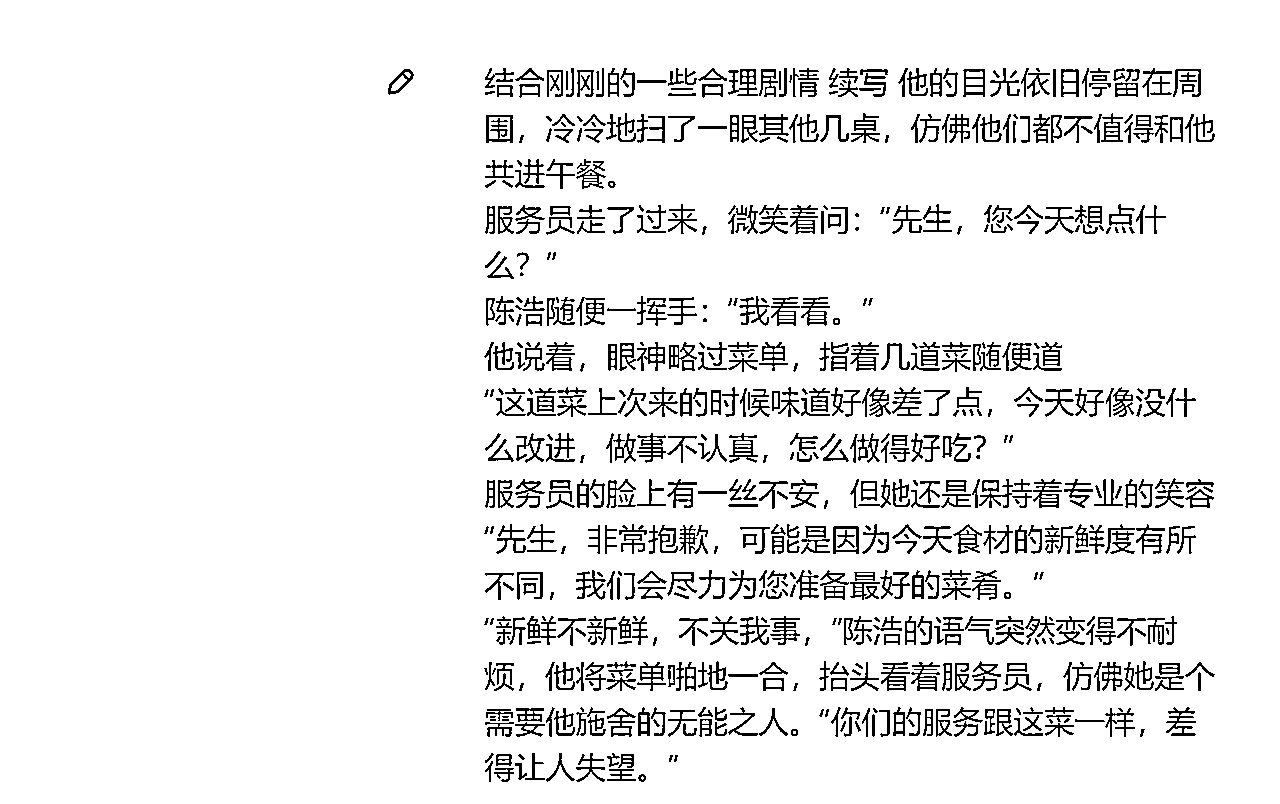 结合刚刚的一些合理剧情 续写 他的目光依旧停留在周
围，冷冷地扫了一眼其他几桌，仿佛他们都不值得和他
共进午餐。
服务员走了过来，微笑着问：“先生，您今天想点什
么？”
陈浩随便一挥手：“我看看。”
他说着，眼神略过菜单，指着几道菜随便道
“这道菜上次来的时候味道好像差了点，今天好像没什
么改进，做事不认真，怎么做得好吃？”
服务员的脸上有一丝不安，但她还是保持着专业的笑容
“先生，非常抱歉，可能是因为今天食材的新鲜度有所
不同，我们会尽力为您准备最好的菜肴。”
“新鲜不新鲜，不关我事，“陈浩的语气突然变得不耐
烦，他将菜单啪地一合，抬头看着服务员，仿佛她是个
需要他施舍的无能之人。“你们的服务跟这菜一样，差
得让人失望。”